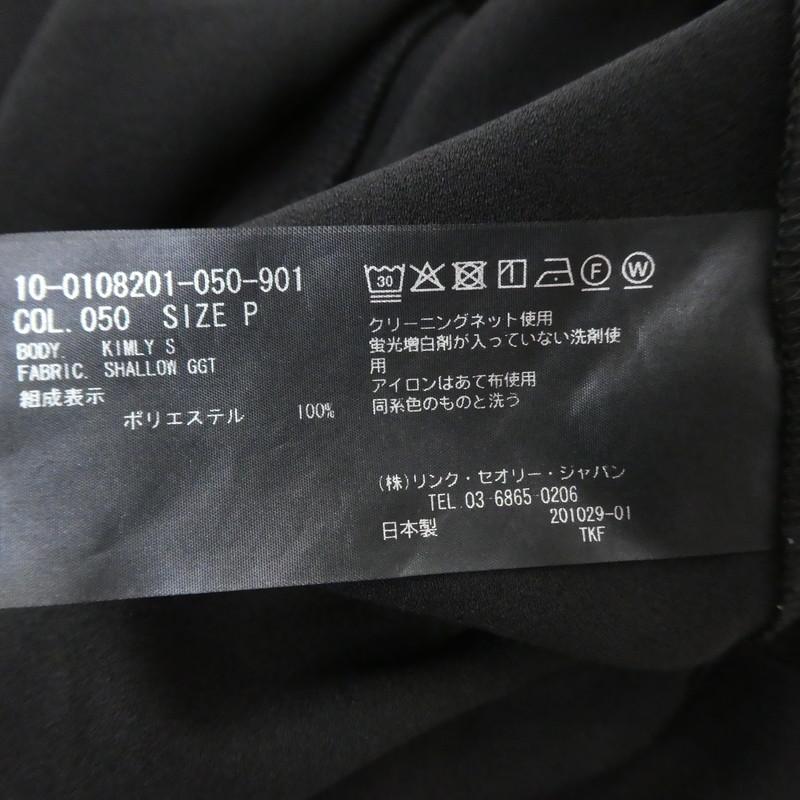 10-0108201-050-901
COL. 050 SIZE P
BODY. KIMLY S
FABRIC. SHALLOW GGT
組成表示
ポリエステル 100%
30
F
W
クリーニングネット使用
蛍光増白剤が入っていない洗剤使
用
アイロンはあて布使用
同系色のものと洗う
(株)リンク・セオリー・ジャパン
TEL.03-6865-0206
日本製 201029-01
TKF